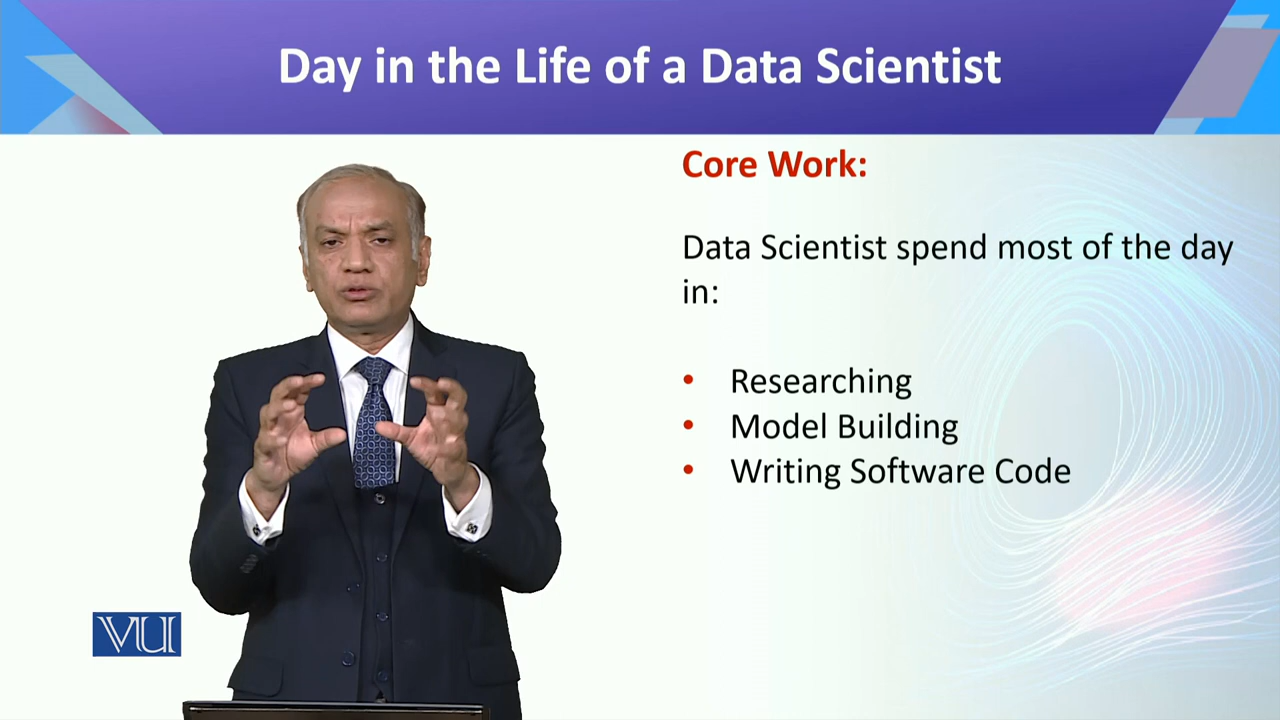 Day in the Life of a Data Scientist
Core Work:
Data Scientist spend most of the day
in:
• Researching
• Model Building
• Writing Software Code
VU